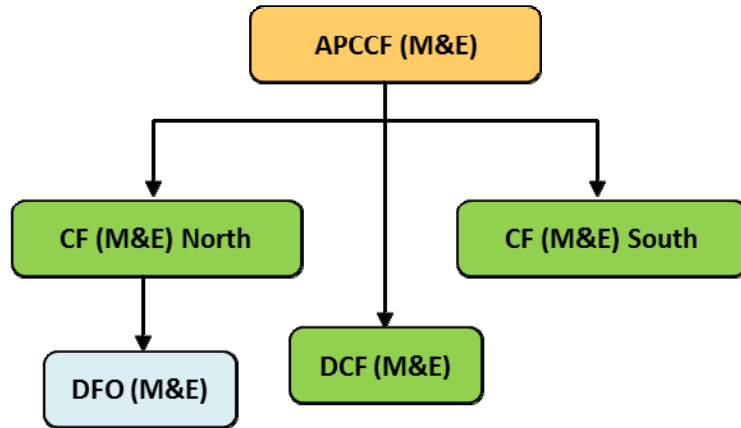 APCCF (M&E)
CF (M&E) North
CF (M&E) South
DFO (M&E)
DCF (M&E)